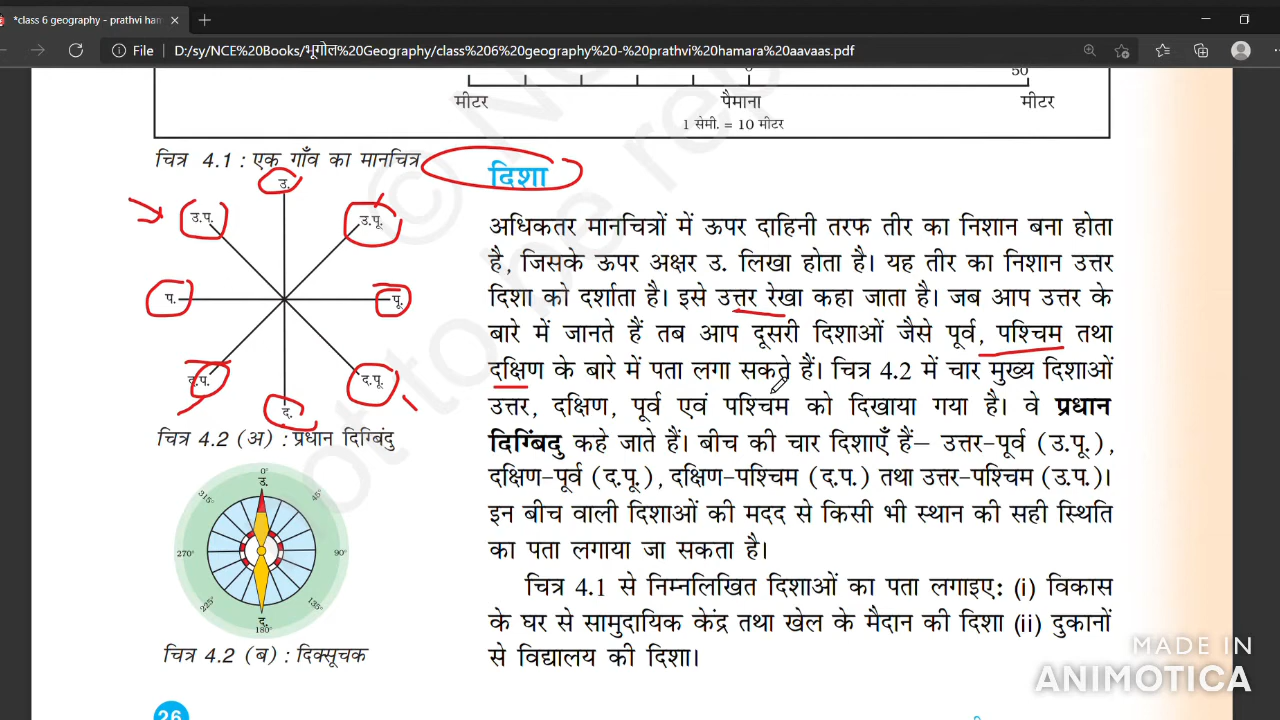 *class 6 geography - prathvi ham
File
D:/sy/NCE%20Books/भूगोल%20Geography/class%206%20geography%20-%20prathvi%20hamara%20aavaas.pdf
50
मीटर
पैमाना
मीटर
1 सेमी. = 10 मीटर
चित्र 4.1 : एक गाँव का मानचित्र
उ.
उ.प.
उ.पू.
प.
पू.
द.प.
द.पू.
द.
चित्र 4.2 (अ) : प्रधान दिग्बिंदु
0°
उ.
315°
45°
270°
90°
225°
135°
द.
180°
चित्र 4.2 (ब) : दिक्सूचक
26
दिशा
अधिकतर मानचित्रों में ऊपर दाहिनी तरफ तीर का निशान बना होता
है, जिसके ऊपर अक्षर उ. लिखा होता है। यह तीर का निशान उत्तर
दिशा को दर्शाता है। इसे उत्तर रेखा कहा जाता है। जब आप उत्तर के
बारे में जानते हैं तब आप दूसरी दिशाओं जैसे पूर्व, पश्चिम तथा
दक्षिण के बारे में पता लगा सकते हैं। चित्र 4.2 में चार मुख्य दिशाओं
उत्तर, दक्षिण, पूर्व एवं पश्चिम को दिखाया गया है। वे प्रधान
दिग्बिंदु कहे जाते हैं। बीच की चार दिशाएँ हैं– उत्तर-पूर्व (उ.पू.),
दक्षिण-पूर्व (द.पू.), दक्षिण-पश्चिम (द.प.) तथा उत्तर-पश्चिम (उ.प.)।
इन बीच वाली दिशाओं की मदद से किसी भी स्थान की सही स्थिति
का पता लगाया जा सकता है।
चित्र 4.1 से निम्नलिखित दिशाओं का पता लगाइए: (i) विकास
के घर से सामुदायिक केंद्र तथा खेल के मैदान की दिशा (ii) दुकानों
से विद्यालय की दिशा।
MADE IN
ANIMOTICA